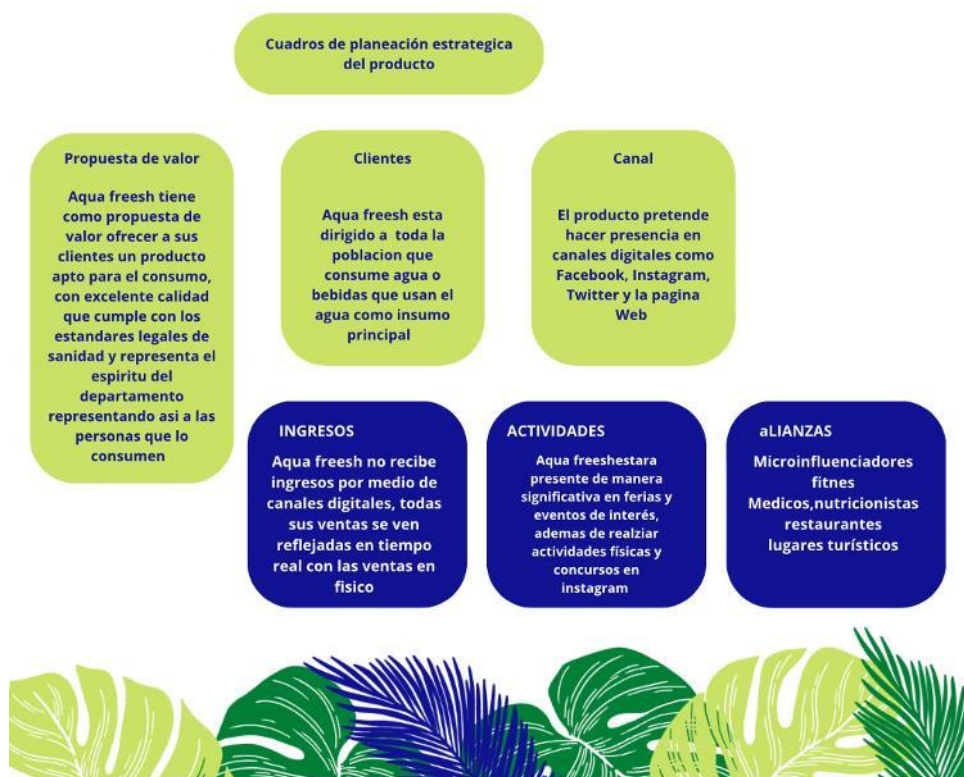 Cuadros de planeación estrategica
del producto
Propuesta de valor
Aqua freesh tiene
como propuesta de
valor ofrecer a sus
clientes un producto
apto para el consumo,
con excelente calidad
que cumple con los
estandares legales de
sanidad y representa el
espiritu del
departamento
representando asi a las
personas que lo
consumen
Clientes
Aqua freesh esta
dirigido a toda la
poblacion que
consume agua o
bebidas que usan el
agua como insumo
principal
Canal
El producto pretende
hacer presencia en
canales digitales como
Facebook, Instagram,
Twitter y la pagina
Web
INGRESOS
Aqua freesh no recibe
ingresos por medio de
canales digitales, todas
sus ventas se ven
reflejadas en tiempo
real con las ventas en
fisico
ACTIVIDADES
Aqua freeshestara
presente de manera
significativa en ferias y
eventos de interés,
ademas de realziar
actividades físicas y
concursos en
instagram
aLIANZAS
Microinfluenciadores
fitnes
Medicos,nutricionistas
restaurantes
lugares turísticos